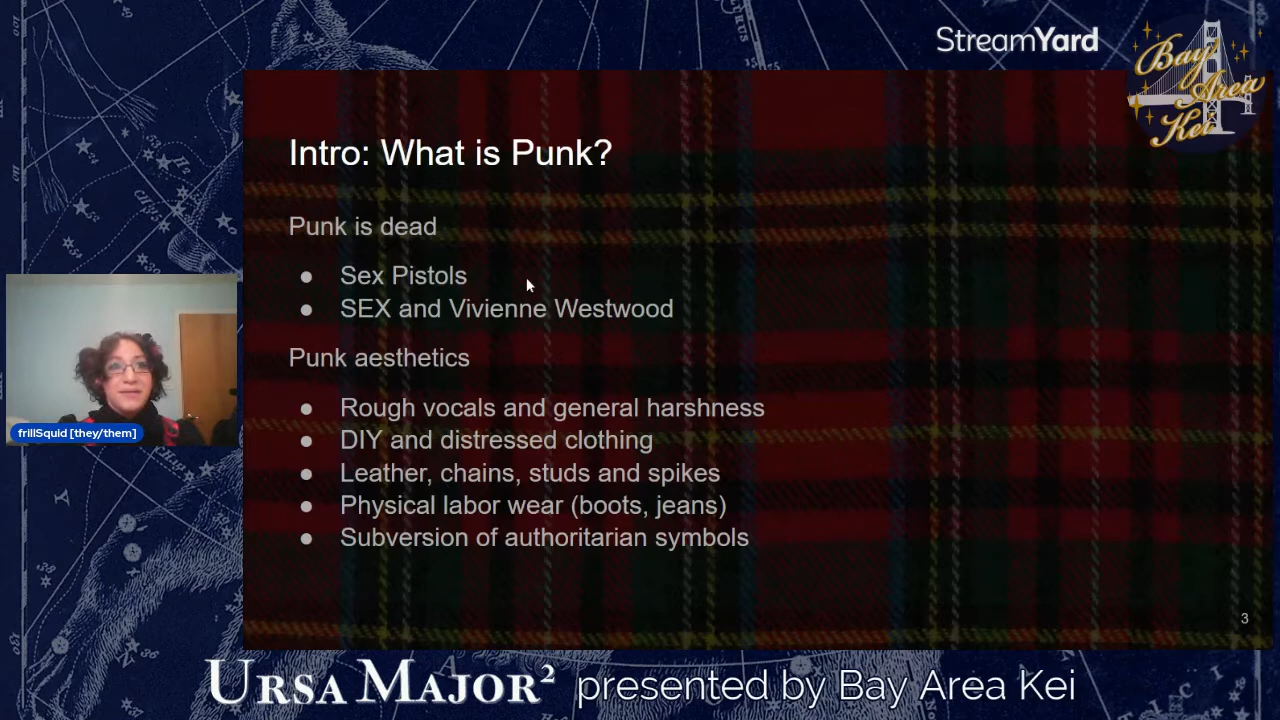 StreamYard
Bay
Area
Kei
Intro: What is Punk?
Punk is dead
● Sex Pistols
● SEX and Vivienne Westwood
Punk aesthetics
● Rough vocals and general harshness
● DIY and distressed clothing
● Leather, chains, studs and spikes
● Physical labor wear (boots, jeans)
● Subversion of authoritarian symbols
3
frillSquid [they/them]
URSA MAJOR² presented by Bay Area Kei